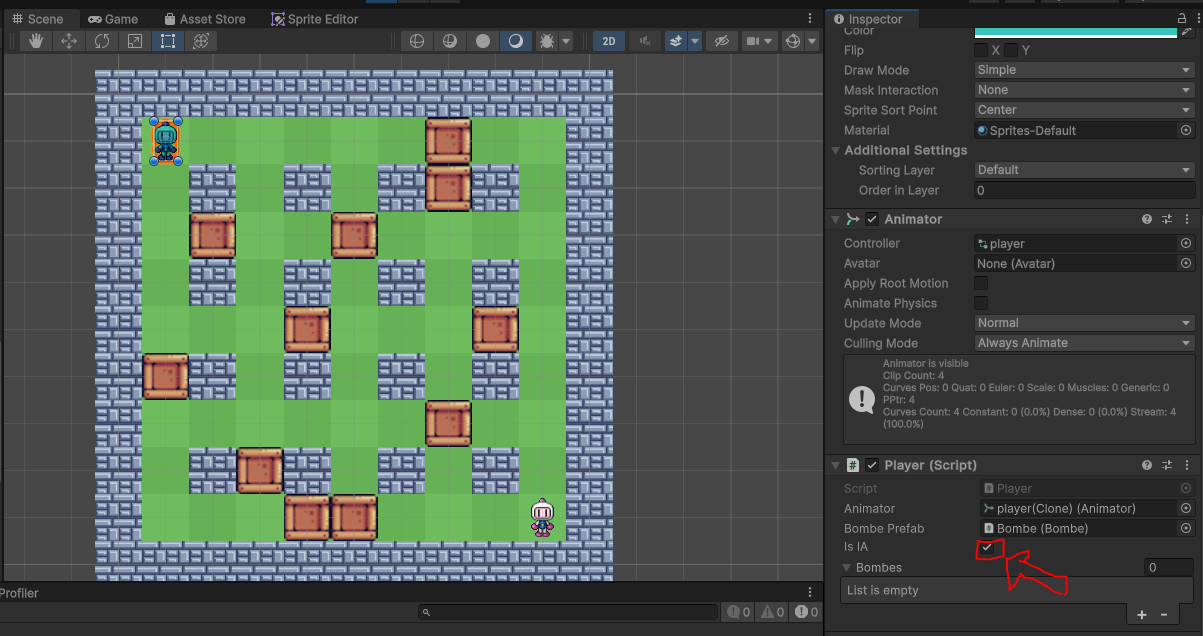 Scene Game Asset Store Sprite Editor
2D
Profiler
0 0 0
Inspector
Color
Flip X Y
Draw Mode Simple
Mask Interaction None
Sprite Sort Point Center
Material Sprites-Default
Additional Settings
Sorting Layer Default
Order in Layer 0
Animator
Controller player
Avatar None (Avatar)
Apply Root Motion
Animate Physics
Update Mode Normal
Culling Mode Always Animate
Animator is visible
Clip Count: 4
Curves Pos: 0 Quat: 0 Euler: 0 Scale: 0 Muscles: 0 Generic: 0
PPtr: 4
Curves Count: 4 Constant: 0 (0.0%) Dense: 0 (0.0%) Stream: 4
(100.0%)
Player (Script)
Script Player
Animator player(Clone) (Animator)
Bombe Prefab Bombe (Bombe)
Is IA
Bombes 0
List is empty
+ -